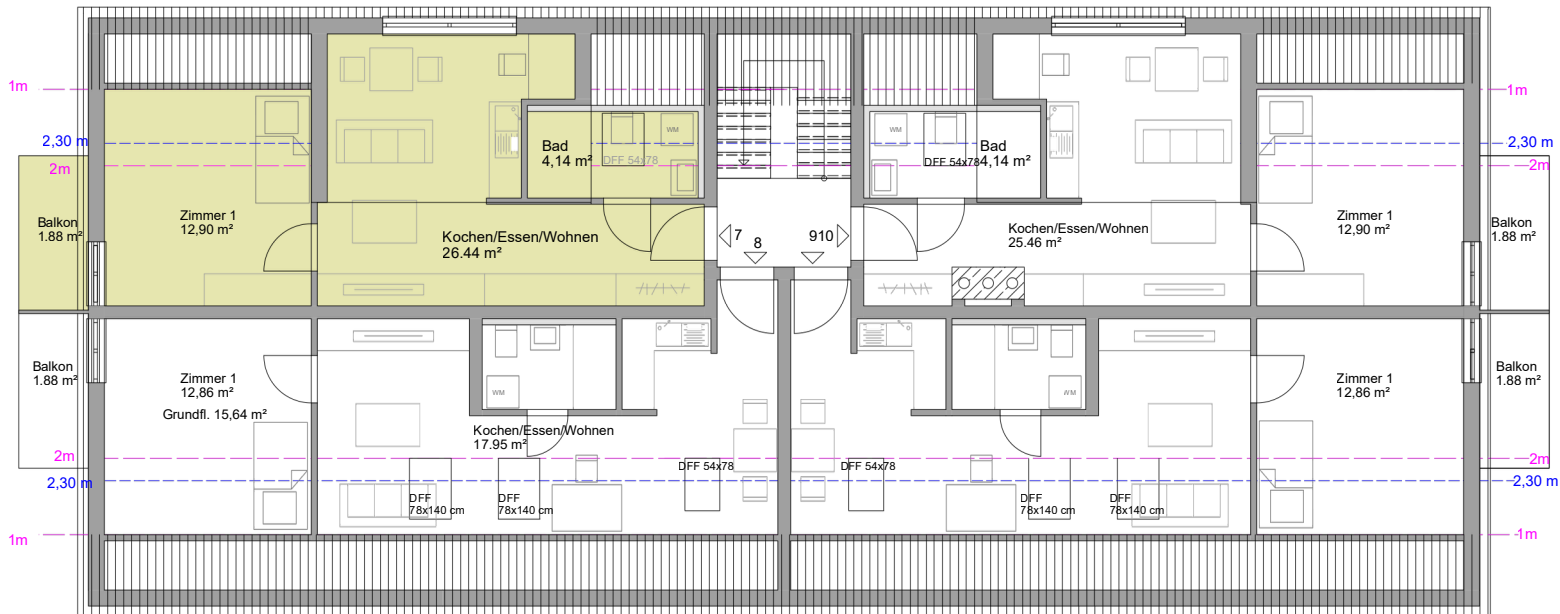 1m
1m
2,30 m
2,30 m
2m
2m
WM
WM
Bad
4,14 m²
DFF 54x78
Bad
4,14 m²
DFF 54x78
Balkon
1.88 m²
Zimmer 1
12,90 m²
Kochen/Essen/Wohnen
26.44 m²
7
8
910
Kochen/Essen/Wohnen
25.46 m²
Zimmer 1
12,90 m²
Balkon
1.88 m²
Balkon
1.88 m²
Zimmer 1
12,86 m²
Grundfl. 15,64 m²
WM
WM
Zimmer 1
12,86 m²
Balkon
1.88 m²
Kochen/Essen/Wohnen
17.95 m²
2m
2m
2,30 m
2,30 m
DFF 54x78
DFF 54x78
DFF
78x140 cm
DFF
78x140 cm
DFF
78x140 cm
DFF
78x140 cm
1m
1m